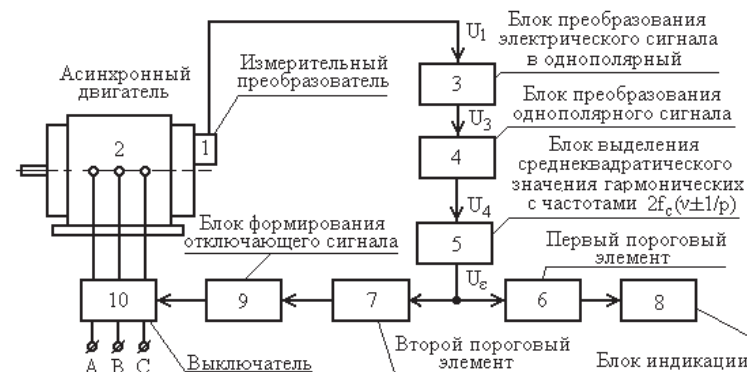 Блок преобразования
электрического сигнала
в однополярный
U1
Измерительный
преобразователь
Асинхронный
двигатель
3
Блок преобразования
однополярного сигнала
U3
2
1
4
Блок выделения
среднеквадратического
значения гармонических
с частотами 2fc(ν±1/p)
U4
Блок формирования
отключающего сигнала
5
Первый пороговый
элемент
Uε
10
9
7
6
8
A B C
Выключатель
Второй пороговый
элемент
Блок индикации